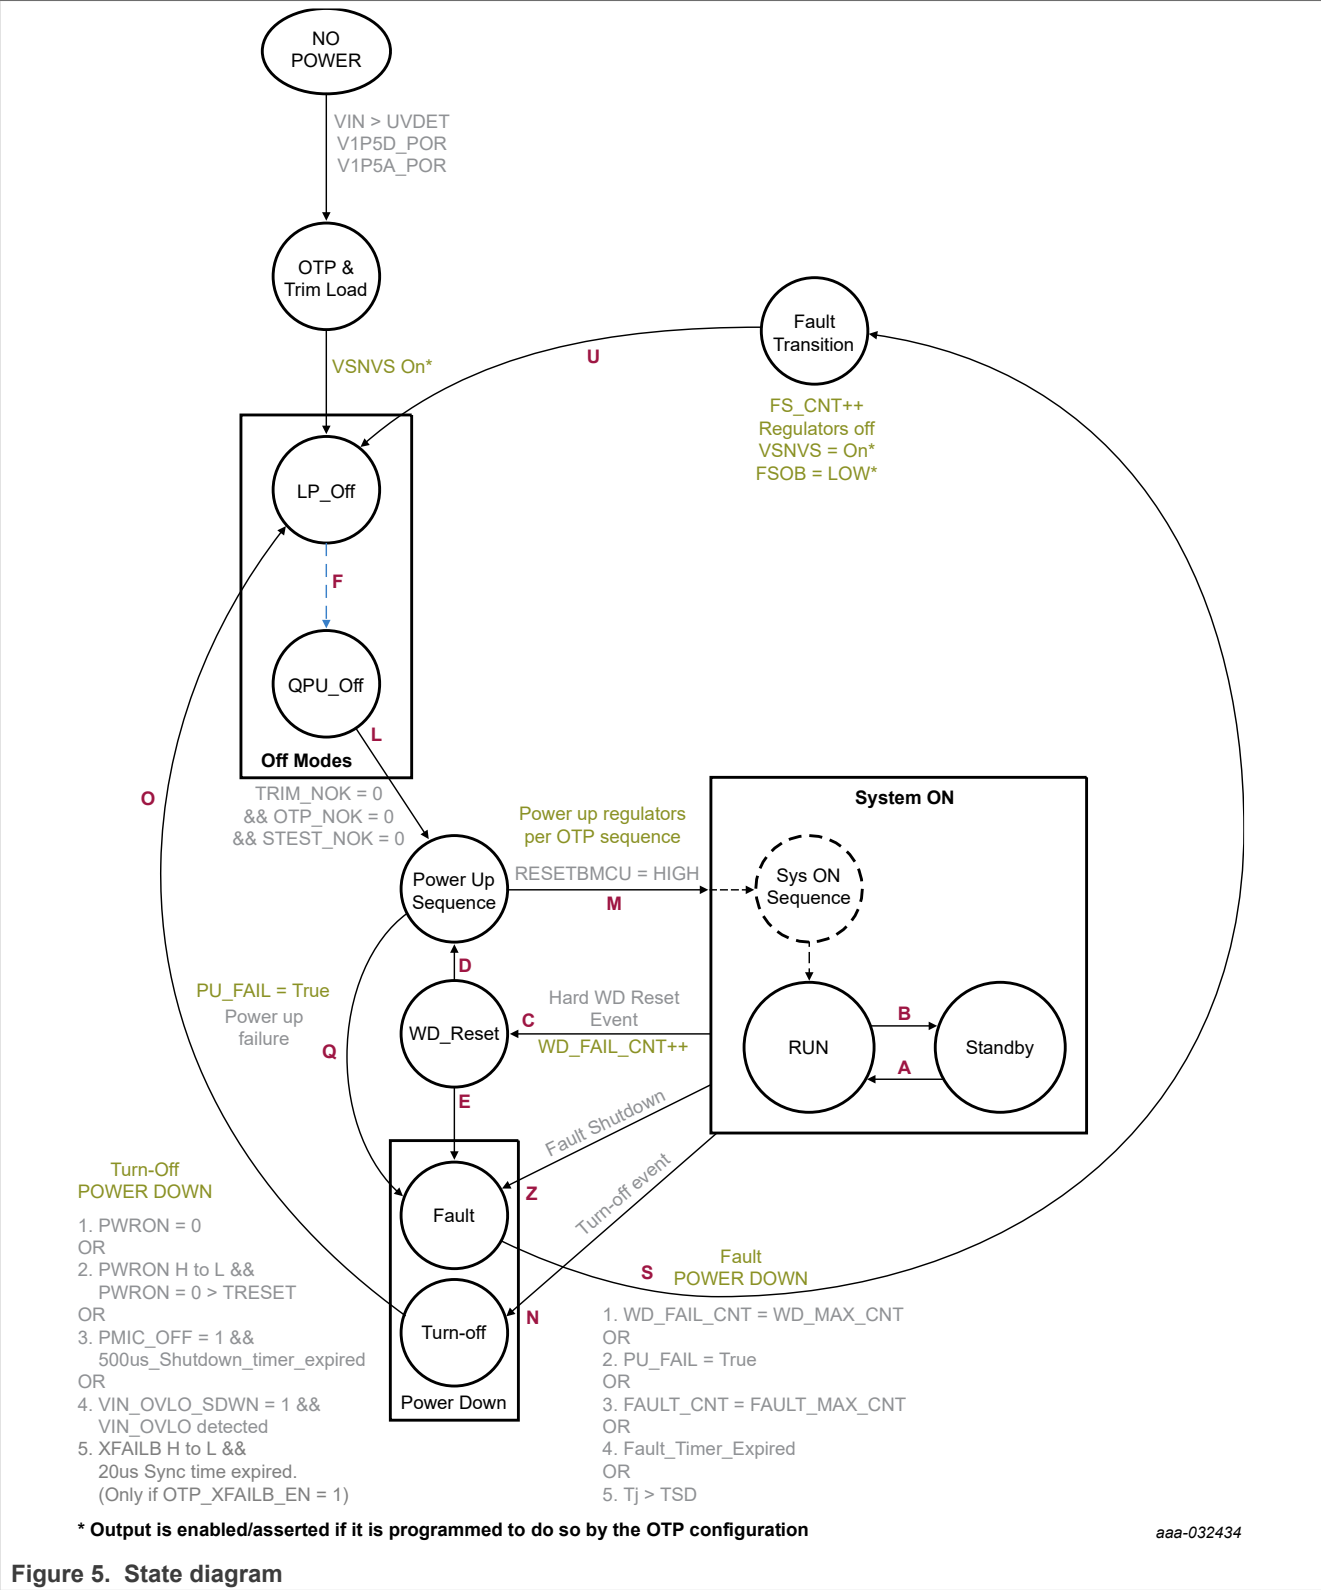 NO
POWER
VIN > UVDET
V1P5D_POR
V1P5A_POR
OTP &
Trim Load
VSNVS On*
Fault
Transition
U
FS_CNT++
Regulators off
VSNVS = On*
FSOB = LOW*
LP_Off
F
QPU_Off
L
Off Modes
O
TRIM_NOK = 0
&& OTP_NOK = 0
&& STEST_NOK = 0
Power up regulators
per OTP sequence
RESETBMCU = HIGH
M
System ON
Sys ON
Sequence
Power Up
Sequence
D
PU_FAIL = True
Power up
failure
Q
WD_Reset
C
Hard WD Reset
Event
WD_FAIL_CNT++
RUN
B
A
Standby
E
Fault Shutdown
Z
Turn-off event
N
Fault
Turn-off
Power Down
S
Fault
POWER DOWN
Turn-Off
POWER DOWN
1. PWRON = 0
OR
2. PWRON H to L &&
PWRON = 0 > TRESET
OR
3. PMIC_OFF = 1 &&
500us_Shutdown_timer_expired
OR
4. VIN_OVLO_SDWN = 1 &&
VIN_OVLO detected
5. XFAILB H to L &&
20us Sync time expired.
(Only if OTP_XFAILB_EN = 1)
1. WD_FAIL_CNT = WD_MAX_CNT
OR
2. PU_FAIL = True
OR
3. FAULT_CNT = FAULT_MAX_CNT
OR
4. Fault_Timer_Expired
OR
5. Tj > TSD
* Output is enabled/asserted if it is programmed to do so by the OTP configuration
aaa-032434
Figure 5. State diagram